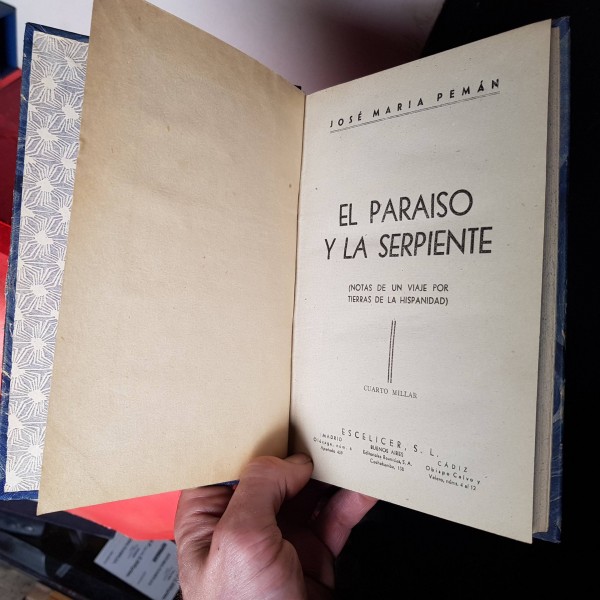 JOSÉ MARIA PEMÁN
EL PARAISO
Y LA SERPIENTE
(NOTAS DE UN VIAJE POR
TIERRAS DE LA HISPANIDAD)
CUARTO MILLAR
ESCELICER, S. L.
MADRID
BUENOS AIRES
CÁDIZ